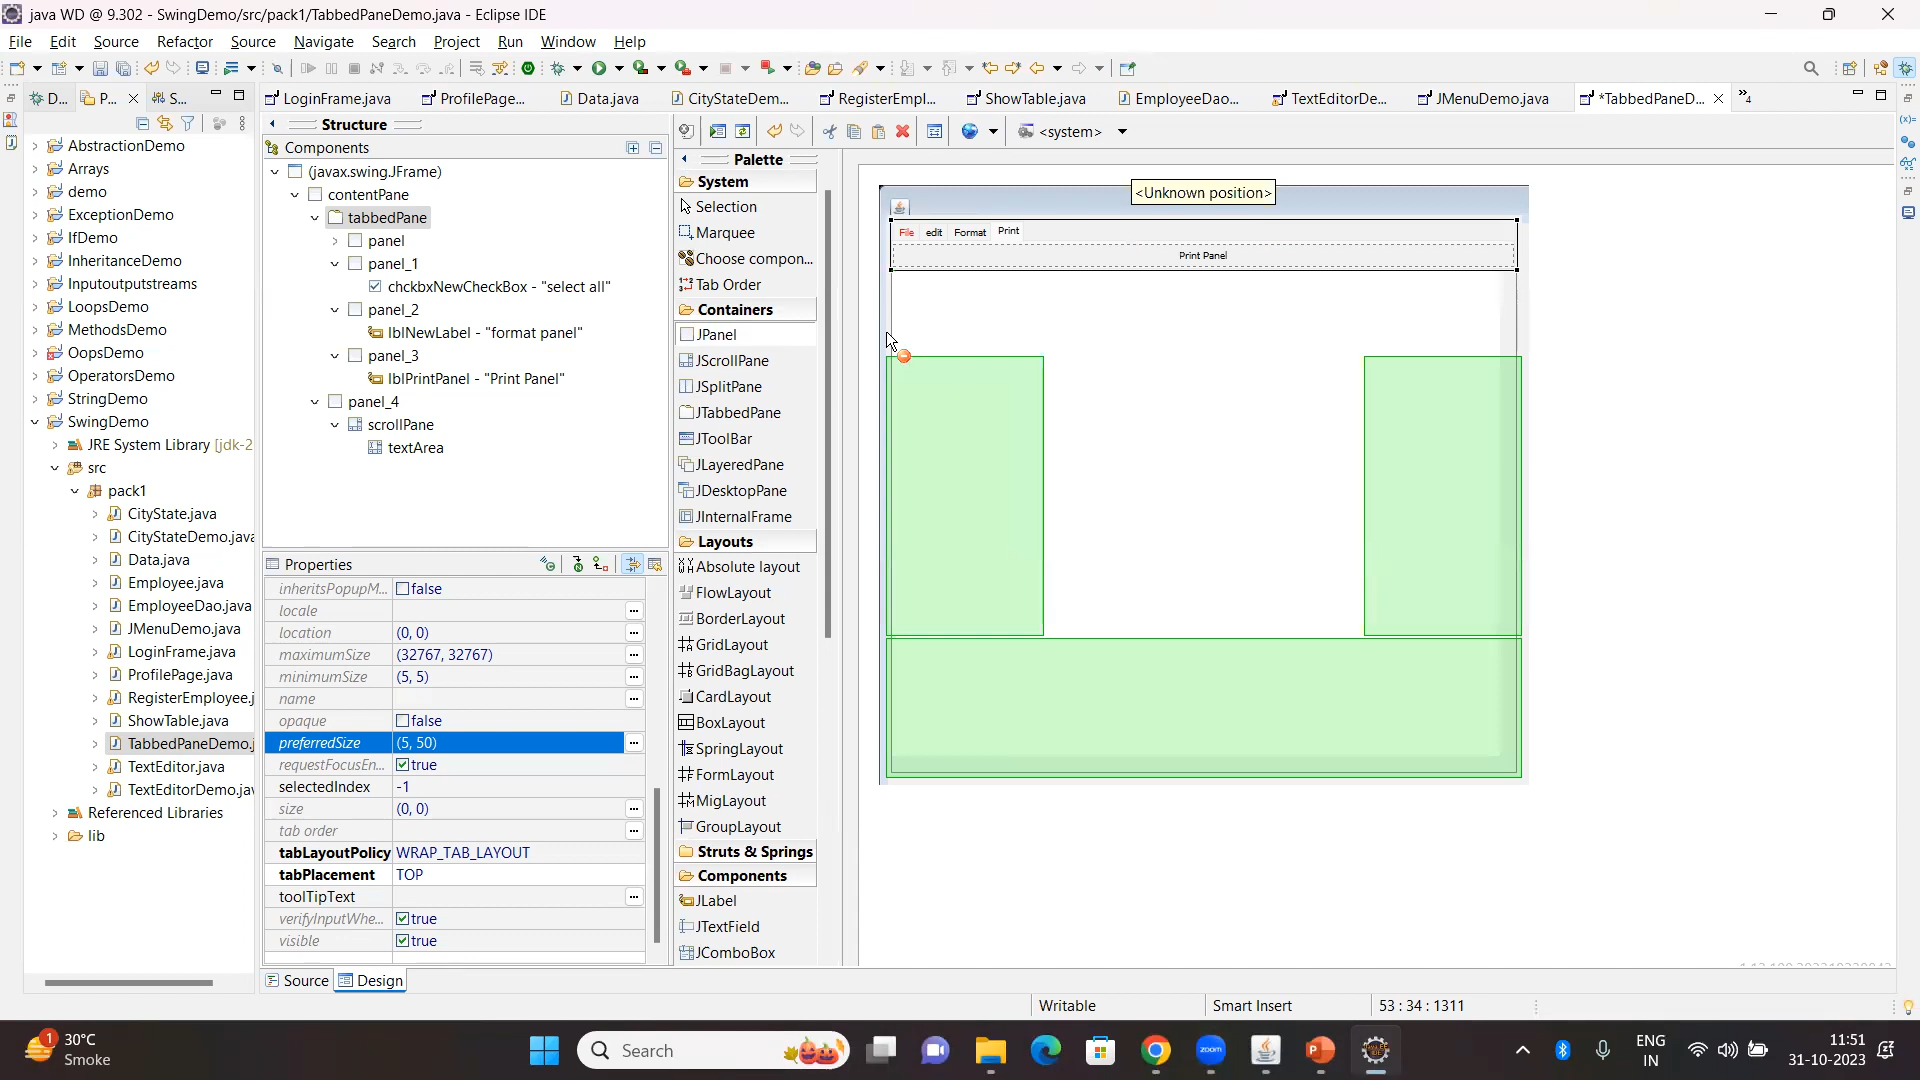 java WD @ 9.302 - SwingDemo/src/pack1/TabbedPaneDemo.java - Eclipse IDE
File Edit Source Refactor Source Navigate Search Project Run Window Help
D... P... S...
LoginFrame.java ProfilePage... Data.java CityStateDem... RegisterEmpl... ShowTable.java EmployeeDao... TextEditorDe... JMenuDemo.java *TabbedPaneD... »4
AbstractionDemo
Arrays
demo
ExceptionDemo
IfDemo
InheritanceDemo
Inputoutputstreams
LoopsDemo
MethodsDemo
OopsDemo
OperatorsDemo
StringDemo
SwingDemo
JRE System Library [jdk-2
src
pack1
CityState.java
CityStateDemo.java
Data.java
Employee.java
EmployeeDao.java
JMenuDemo.java
LoginFrame.java
ProfilePage.java
RegisterEmployee.j
ShowTable.java
TabbedPaneDemo.j
TextEditor.java
TextEditorDemo.jav
Referenced Libraries
lib
Structure
Components
(javax.swing.JFrame)
contentPane
tabbedPane
panel
panel_1
chckbxNewCheckBox - "select all"
panel_2
lblNewLabel - "format panel"
panel_3
lblPrintPanel - "Print Panel"
panel_4
scrollPane
textArea
Properties
inheritsPopupM... false
locale
location (0, 0)
maximumSize (32767, 32767)
minimumSize (5, 5)
name
opaque false
preferredSize (5, 50)
requestFocusEn... true
selectedIndex -1
size (0, 0)
tab order
tabLayoutPolicy WRAP_TAB_LAYOUT
tabPlacement TOP
toolTipText
verifyInputWhe... true
visible true
Source Design
<system>
Palette
System
Selection
Marquee
Choose compon...
Tab Order
Containers
JPanel
JScrollPane
JSplitPane
JTabbedPane
JToolBar
JLayeredPane
JDesktopPane
JInternalFrame
Layouts
Absolute layout
FlowLayout
BorderLayout
GridLayout
GridBagLayout
CardLayout
BoxLayout
SpringLayout
FormLayout
MigLayout
GroupLayout
Struts & Springs
Components
JLabel
JTextField
JComboBox
<Unknown position>
File edit Format Print
Print Panel
Writable Smart Insert 53 : 34 : 1311
1 30°C
Smoke
Search
zoom
ENG
IN
11:51
31-10-2023